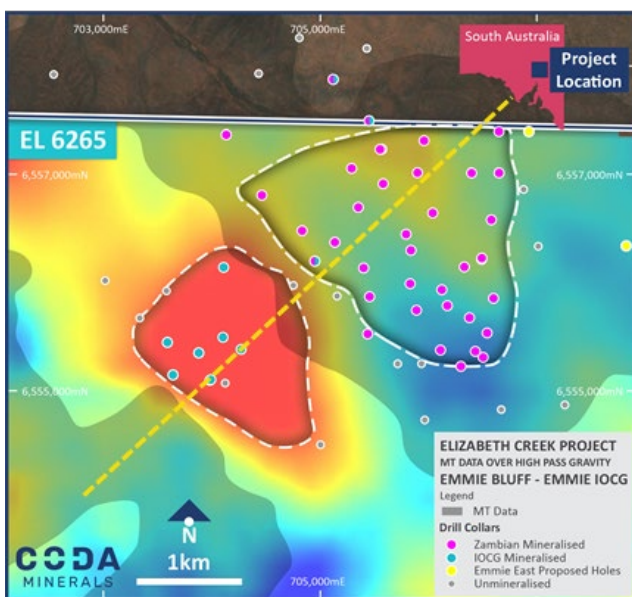 703,000mE
705,000mE
South Australia
Project
Location
EL 6265
6,557,000mN
6,557,000mN
6,555,000mN
6,555,000mN
ELIZABETH CREEK PROJECT
MT DATA OVER HIGH PASS GRAVITY
EMMIE BLUFF - EMMIE IOCG
Legend
MT Data
Drill Collars
Zambian Mineralised
IOCG Mineralised
Emmie East Proposed Holes
Unmineralised
N
1km
CODA
MINERALS
705,000mE